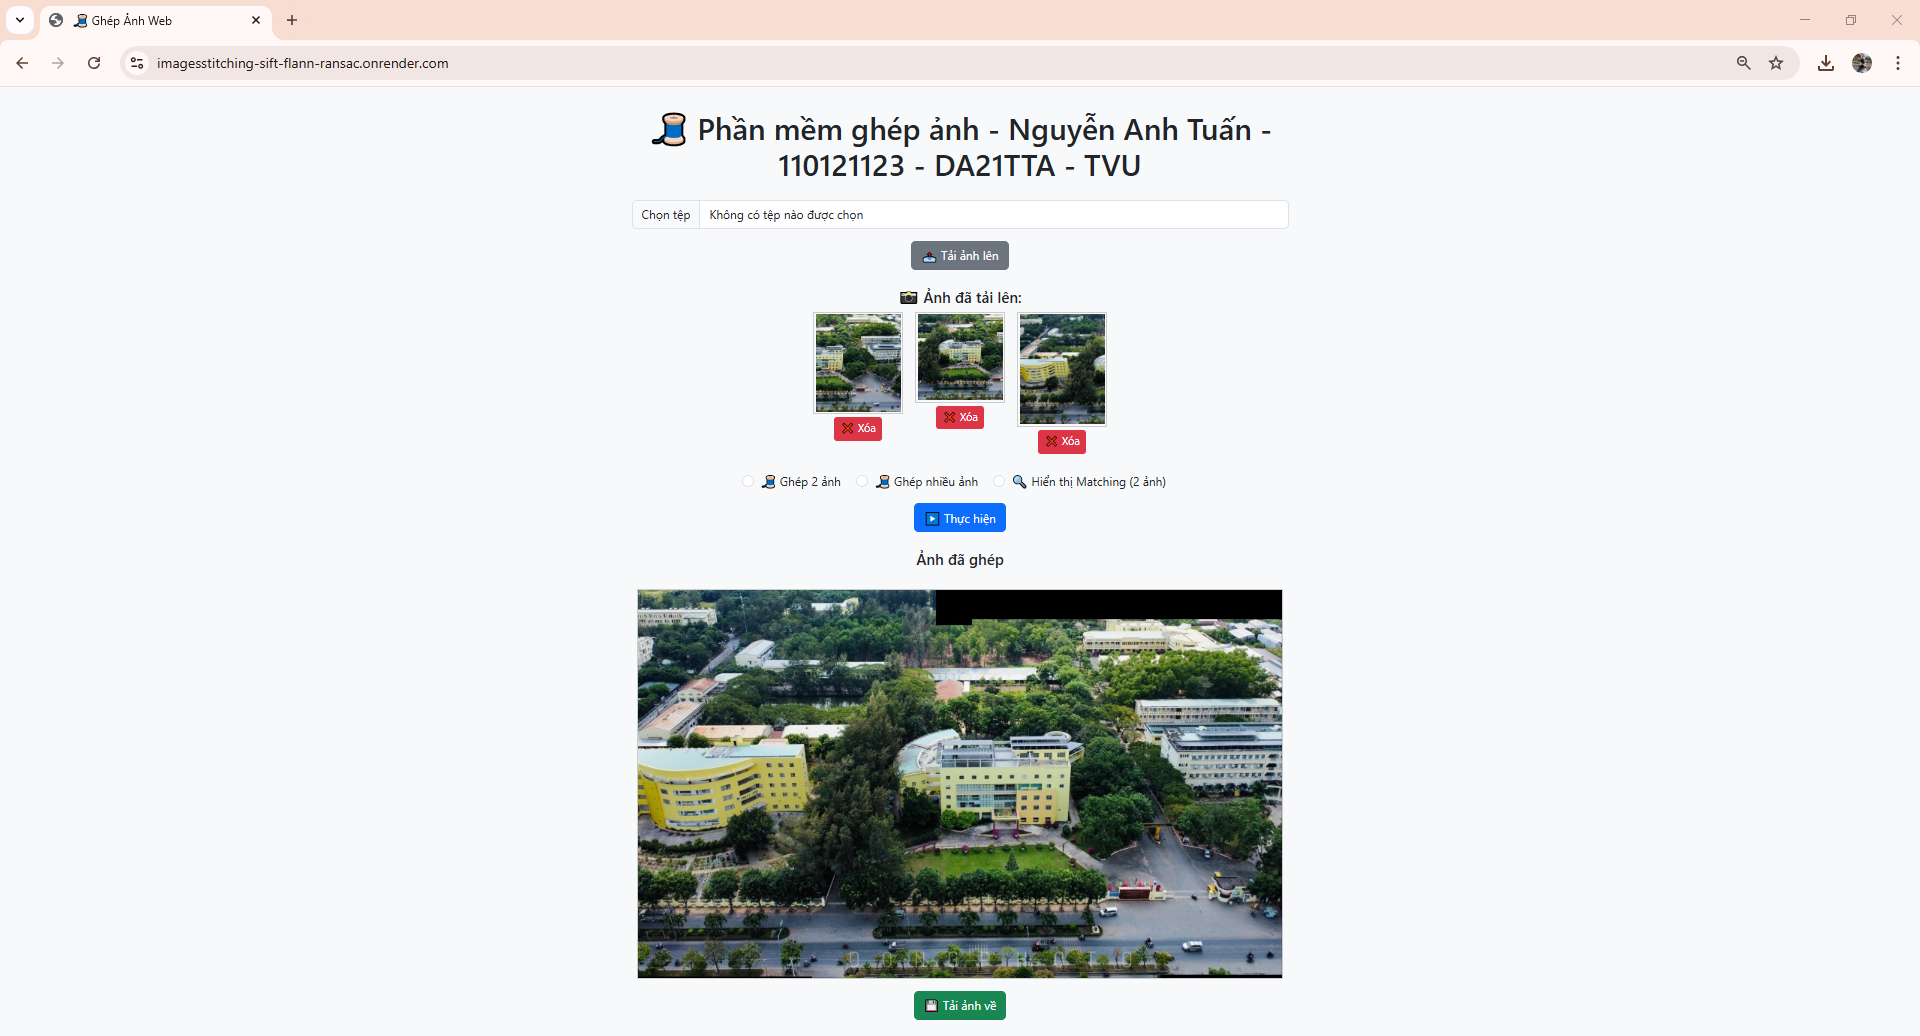 Ghép Ảnh Web
imagesstitching-sift-flann-ransac.onrender.com
Phần mềm ghép ảnh - Nguyễn Anh Tuấn -
110121123 - DA21TTA - TVU
Chọn tệp Không có tệp nào được chọn
Tải ảnh lên
Ảnh đã tải lên:
Xóa
Xóa
Xóa
Ghép 2 ảnh Ghép nhiều ảnh Hiển thị Matching (2 ảnh)
Thực hiện
Ảnh đã ghép
Tải ảnh về